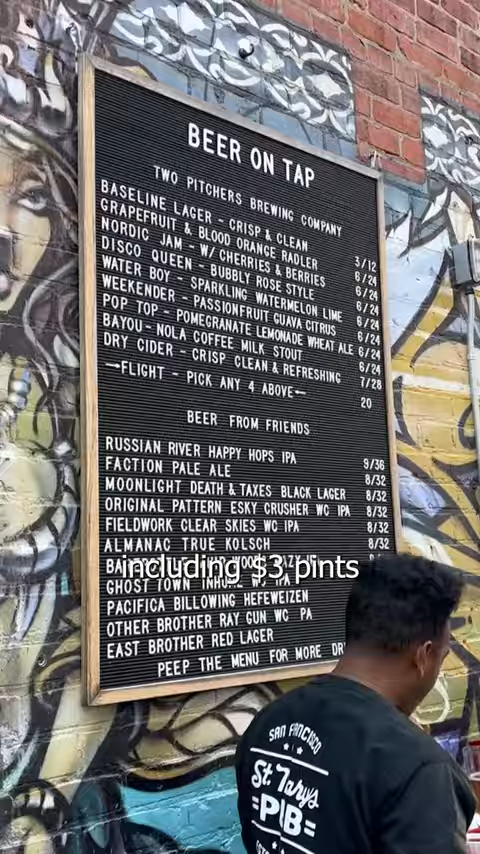 BEER ON TAP
TWO PITCHERS BREWING COMPANY
BASELINE LAGER - CRISP & CLEAN 3/12
GRAPEFRUIT & BLOOD ORANGE RADLER 6/24
NORDIC JAM - W/ CHERRIES & BERRIES 6/24
DISCO QUEEN - BUBBLY ROSE STYLE 6/24
WATER BOY - SPARKLING WATERMELON LIME 6/24
WEEKENDER - PASSIONFRUIT GUAVA CITRUS 6/24
POP TOP - POMEGRANATE LEMONADE WHEAT ALE 6/24
BAYOU - NOLA COFFEE MILK STOUT 6/24
DRY CIDER - CRISP CLEAN & REFRESHING 7/28
→FLIGHT - PICK ANY 4 ABOVE← 20
BEER FROM FRIENDS
RUSSIAN RIVER HAPPY HOPS IPA 9/36
FACTION PALE ALE 8/32
MOONLIGHT DEATH & TAXES BLACK LAGER 8/32
ORIGINAL PATTERN ESKY CRUSHER WC IPA 8/32
FIELDWORK CLEAR SKIES WC IPA 8/32
ALMANAC TRUE KOLSCH 8/32
including $3 pints
GHOST TOWN
PACIFICA BILLOWING HEFEWEIZEN
OTHER BROTHER RAY GUN WC PA
EAST BROTHER RED LAGER
PEEP THE MENU FOR MORE
SAN FRANCISCO
St. Mary's
PUB